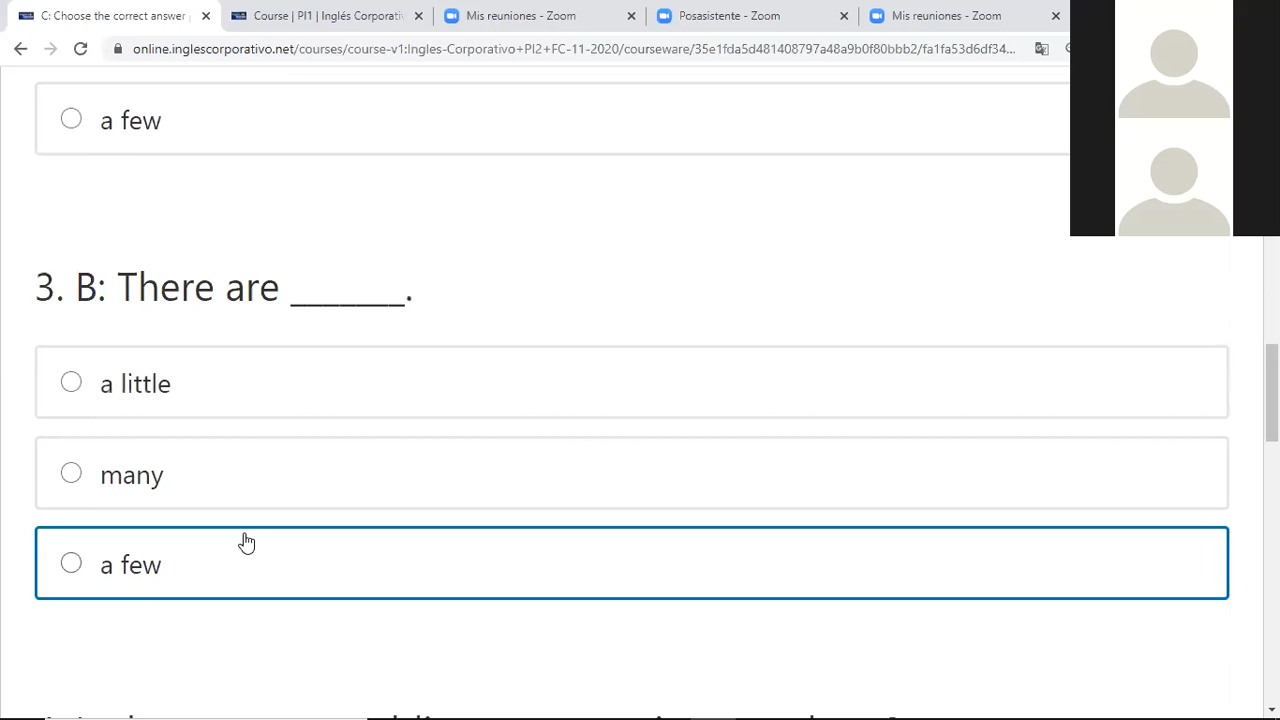 C: Choose the correct answer
Course | PI1 | Inglés Corporati
Mis reuniones - Zoom
Posasistente - Zoom
Mis reuniones - Zoom
online.inglescorporativo.net/courses/course-v1:Ingles-Corporativo+PI2+FC-11-2020/courseware/35e1fda3d481408797a48a9b0f80bbb2/fa1fa53d6df34...
a few
3. B: There are _______.
a little
many
a few